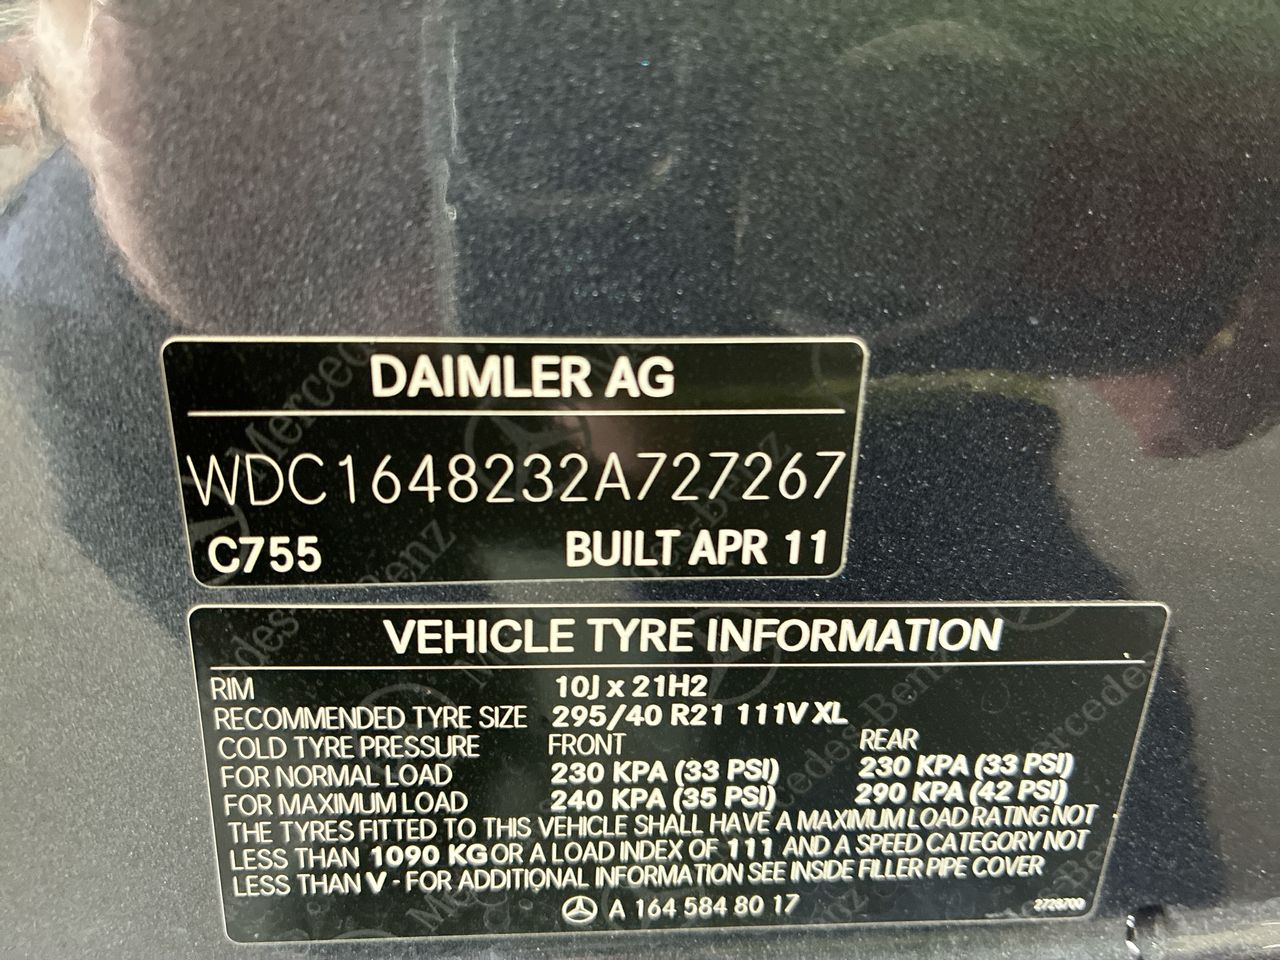 DAIMLER AG
WDC1648232A727267
C755 BUILT APR 11
VEHICLE TYRE INFORMATION
RIM 10J x 21H2
RECOMMENDED TYRE SIZE 295/40 R21 111V XL
COLD TYRE PRESSURE FRONT REAR
FOR NORMAL LOAD 230 KPA (33 PSI) 230 KPA (33 PSI)
FOR MAXIMUM LOAD 240 KPA (35 PSI) 290 KPA (42 PSI)
THE TYRES FITTED TO THIS VEHICLE SHALL HAVE A MAXIMUM LOAD RATING NOT
LESS THAN 1090 KG OR A LOAD INDEX OF 111 AND A SPEED CATEGORY NOT
LESS THAN V - FOR ADDITIONAL INFORMATION SEE INSIDE FILLER PIPE COVER
A 164 584 80 17